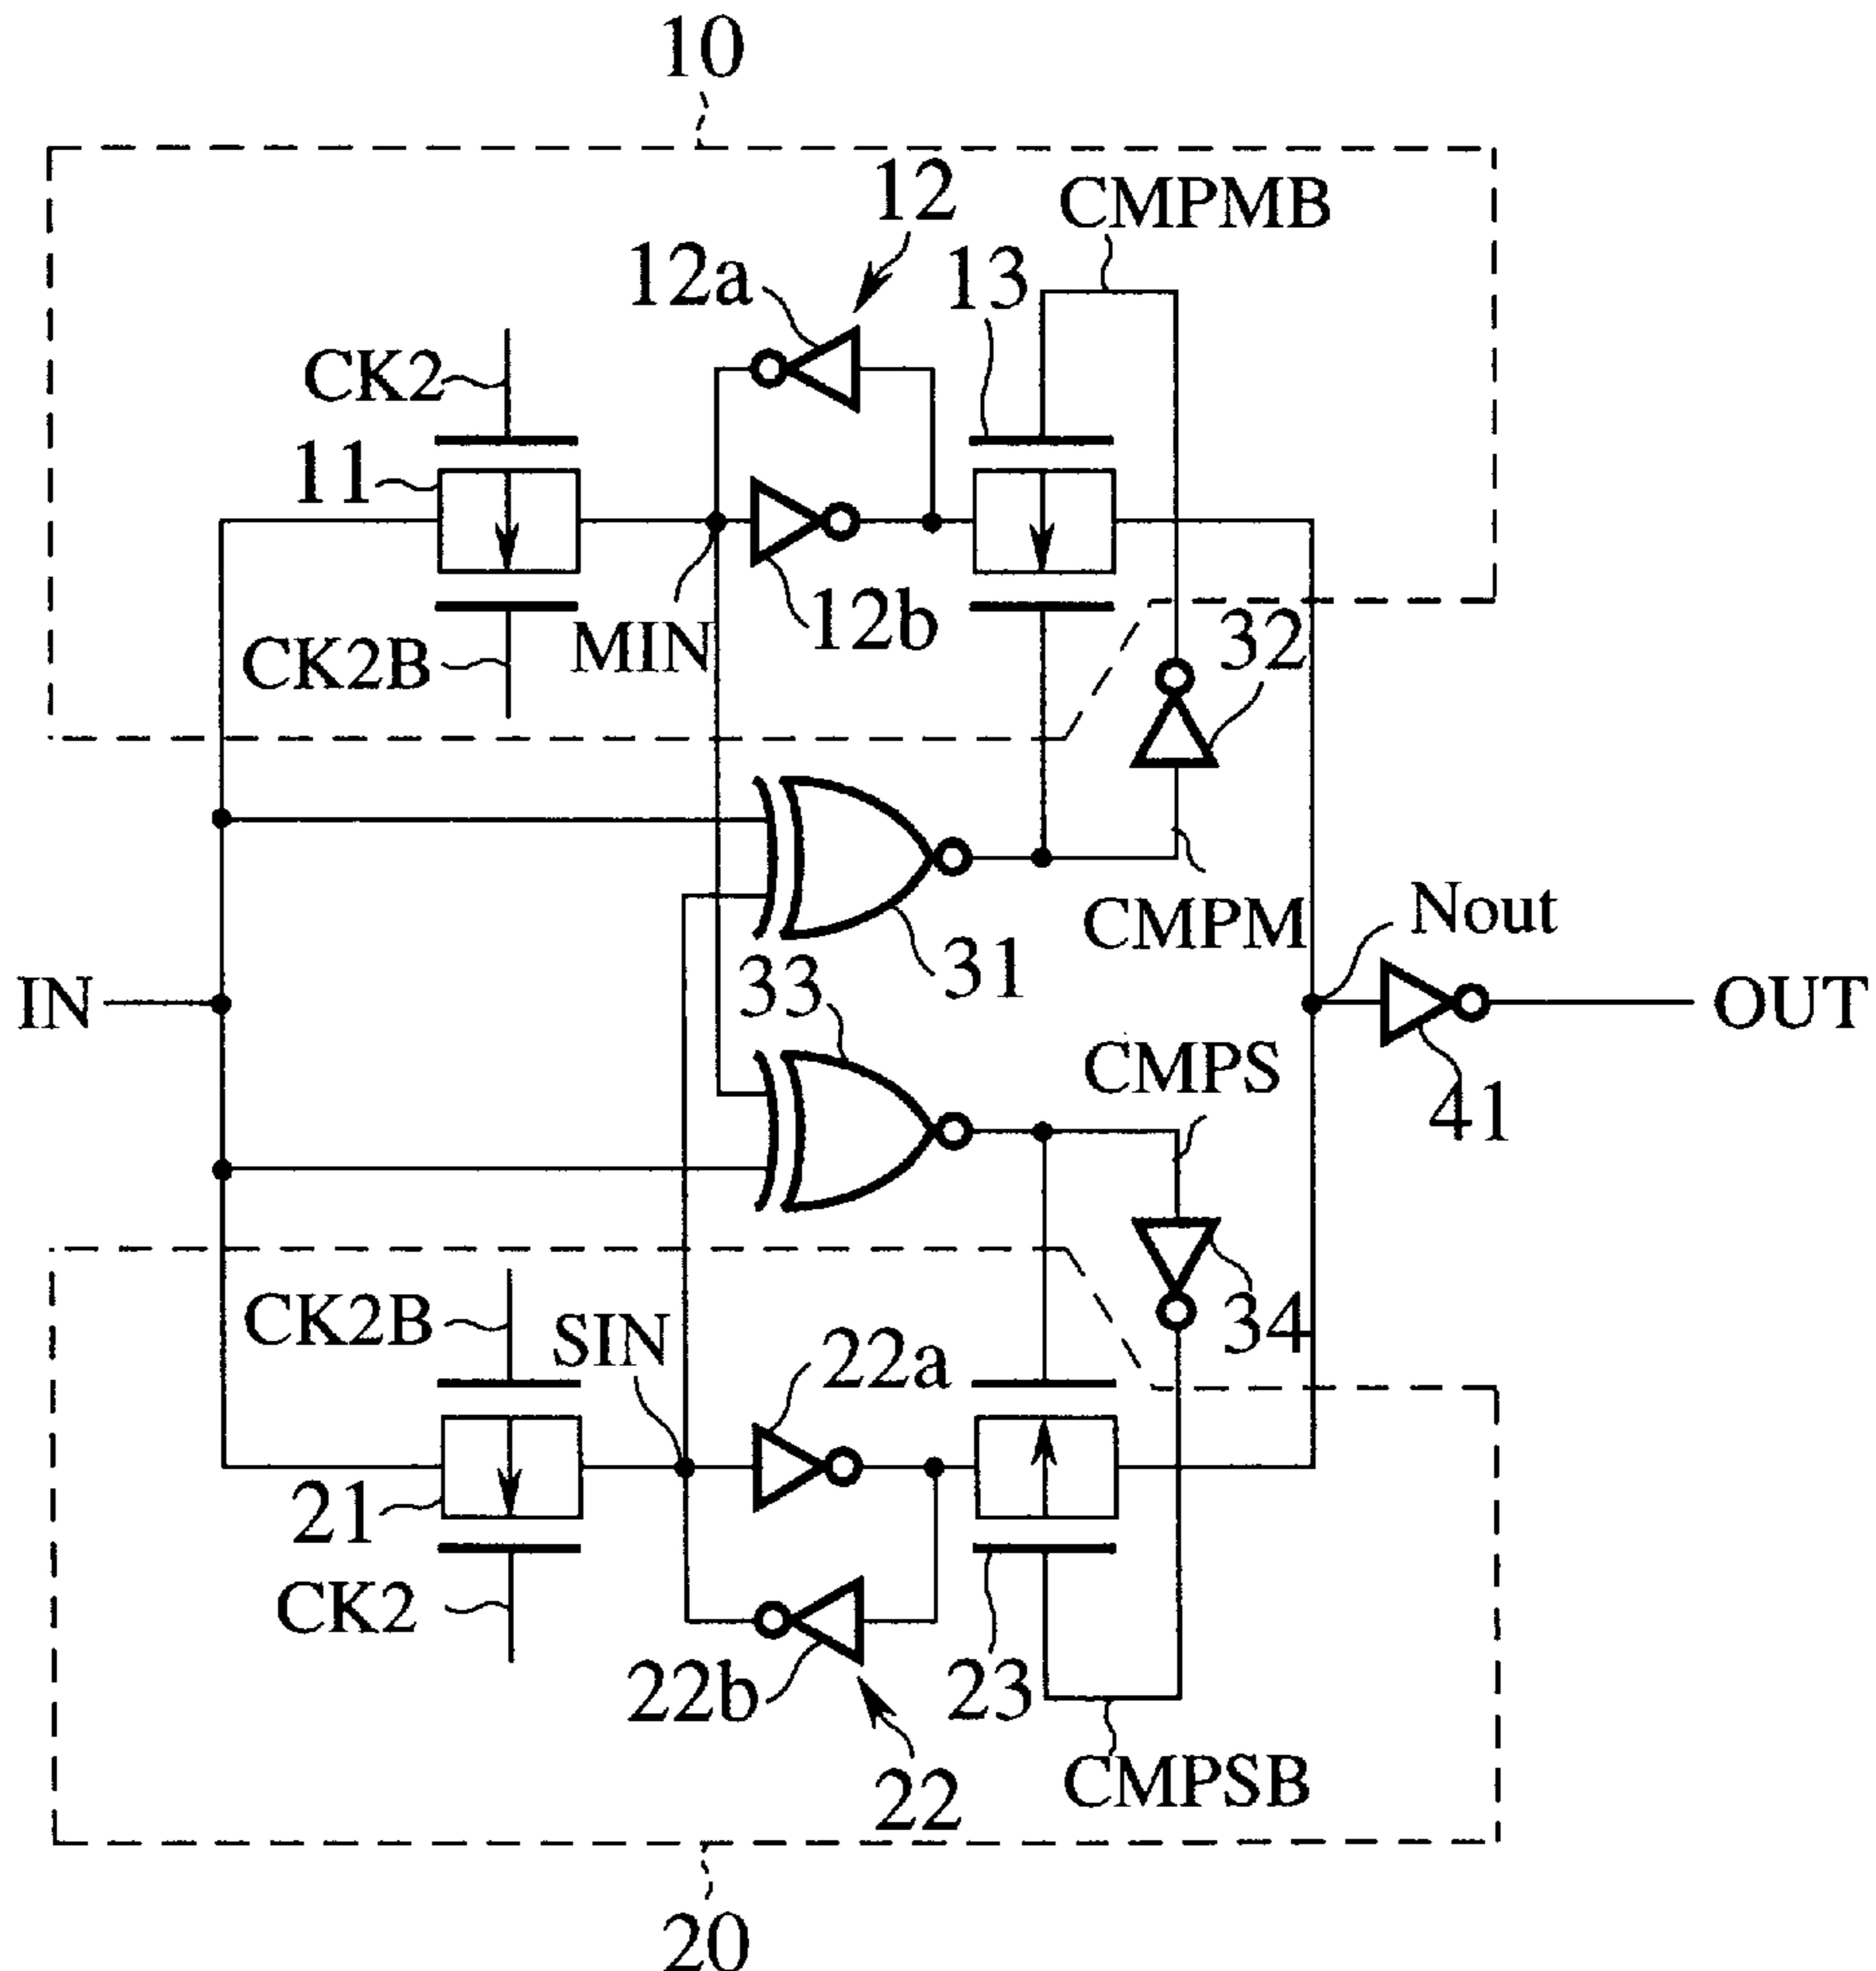 10
12
CMPMB
12a
13
CK2
11
12b
MIN
CK2B
32
CMPM
Nout
31
33
IN
OUT
CMPS
41
CK2B
SIN
22a
34
21
CK2
22b
23
CMPSB
22
20